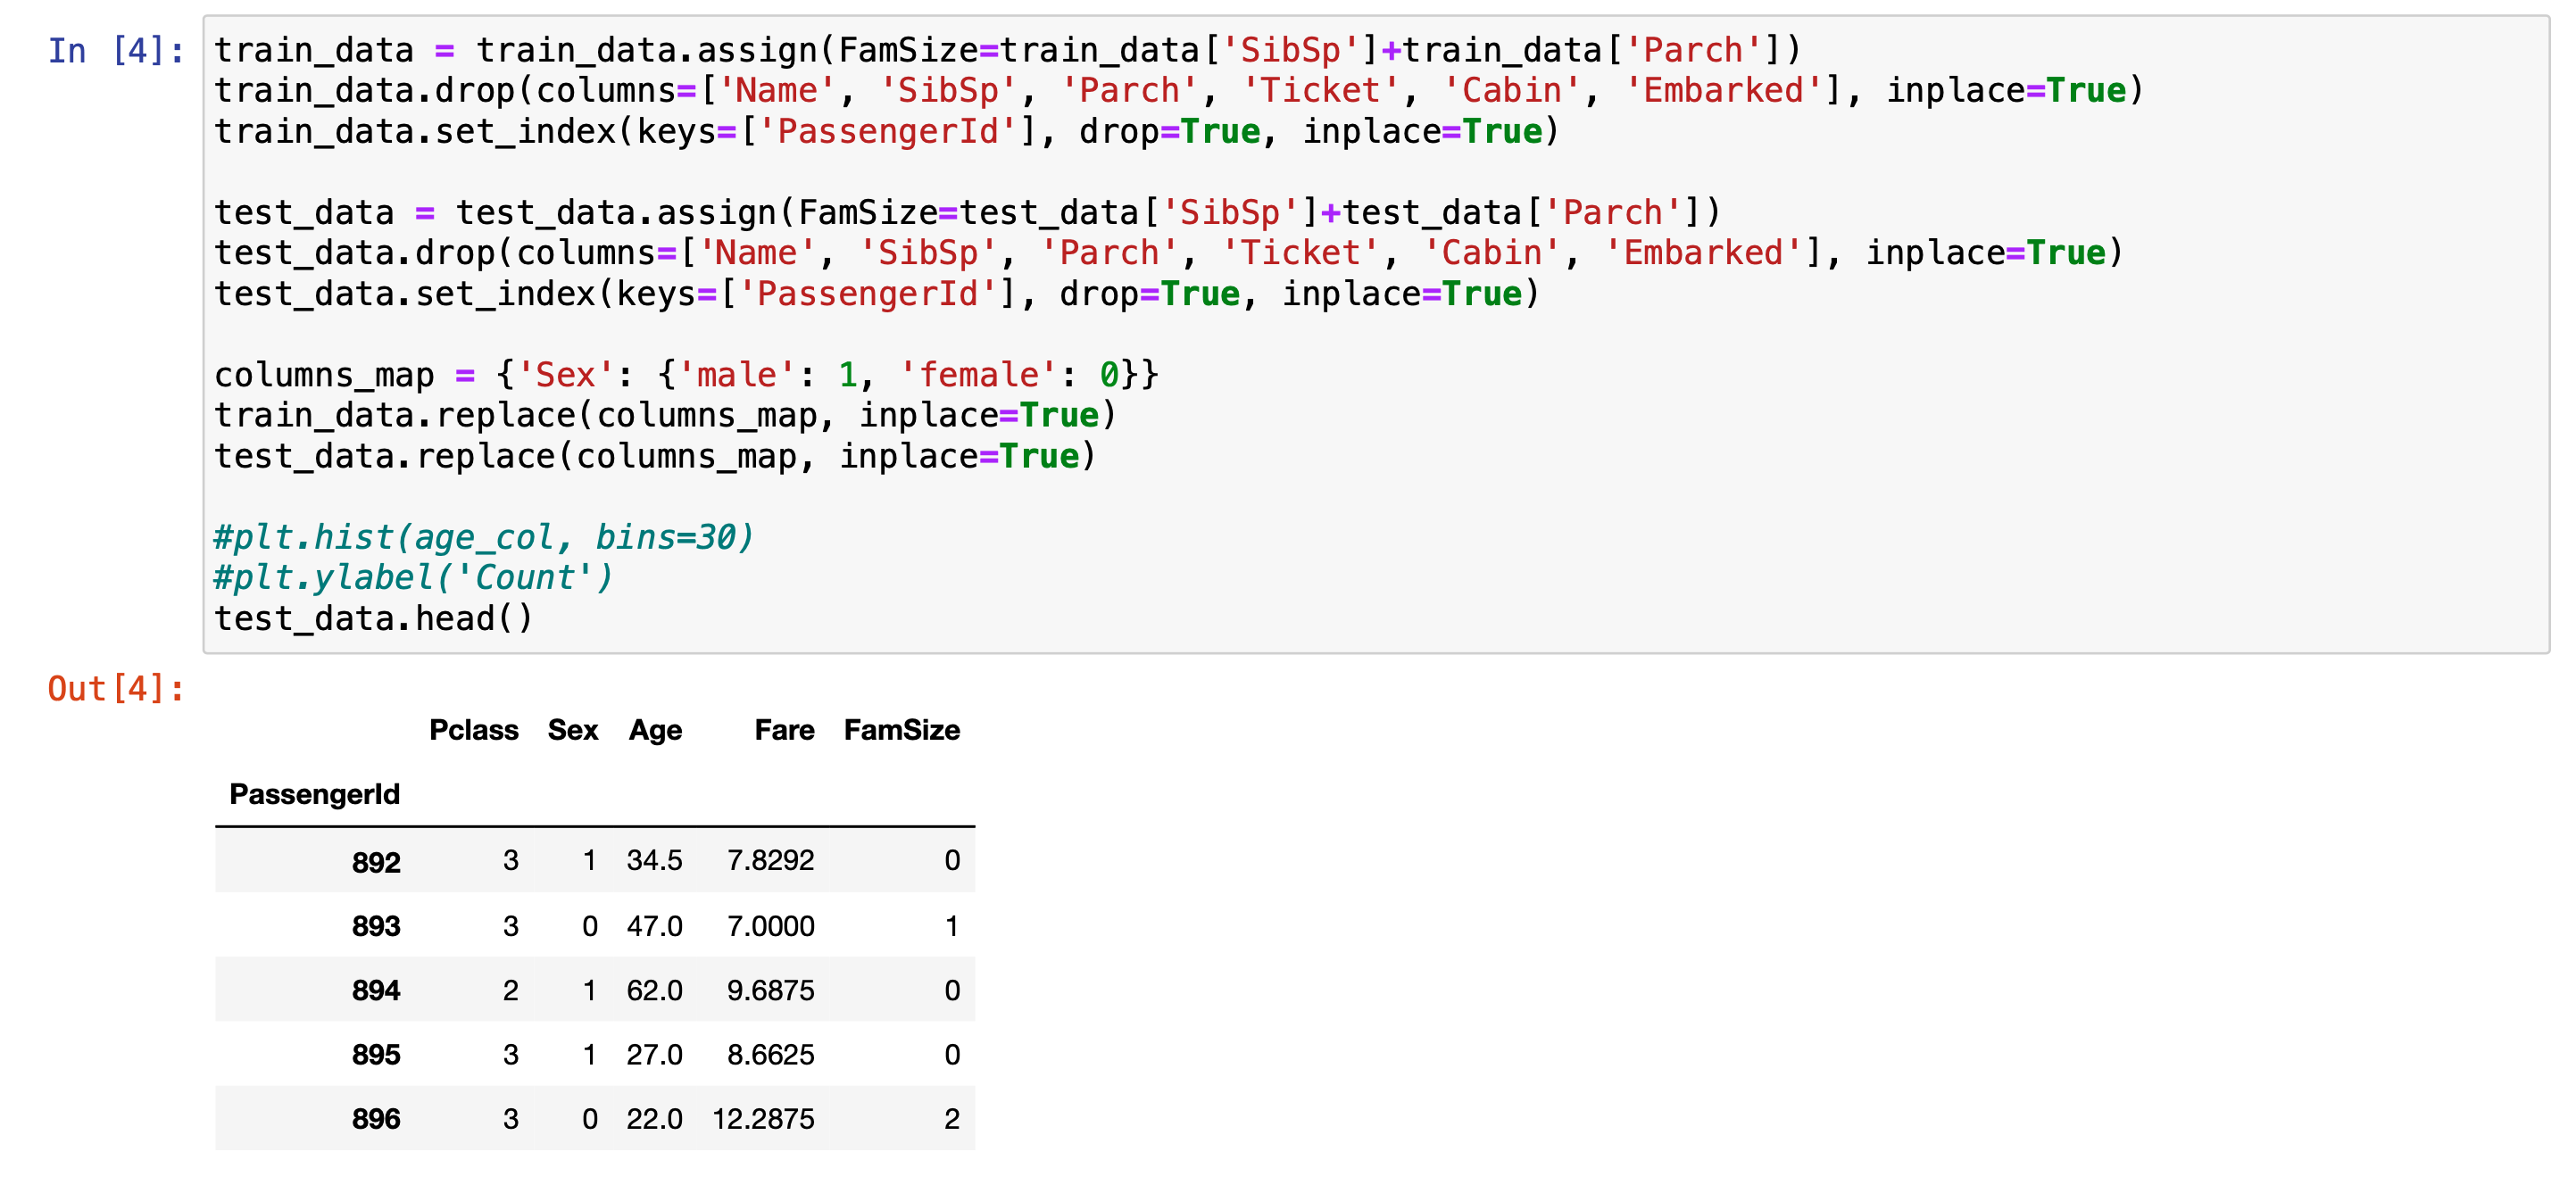 In [4]: train_data = train_data.assign(FamSize=train_data['SibSp']+train_data['Parch'])
train_data.drop(columns=['Name', 'SibSp', 'Parch', 'Ticket', 'Cabin', 'Embarked'], inplace=True)
train_data.set_index(keys=['PassengerId'], drop=True, inplace=True)
test_data = test_data.assign(FamSize=test_data['SibSp']+test_data['Parch'])
test_data.drop(columns=['Name', 'SibSp', 'Parch', 'Ticket', 'Cabin', 'Embarked'], inplace=True)
test_data.set_index(keys=['PassengerId'], drop=True, inplace=True)
columns_map = {'Sex': {'male': 1, 'female': 0}}
train_data.replace(columns_map, inplace=True)
test_data.replace(columns_map, inplace=True)
#plt.hist(age_col, bins=30)
#plt.ylabel('Count')
test_data.head()
Out[4]:
Pclass Sex Age Fare FamSize
PassengerId
892 3 1 34.5 7.8292 0
893 3 0 47.0 7.0000 1
894 2 1 62.0 9.6875 0
895 3 1 27.0 8.6625 0
896 3 0 22.0 12.2875 2